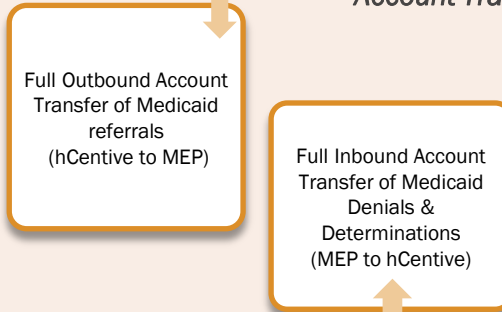 Account
Full Outbound Account
Transfer of Medicaid
referrals
(hCentive to MEP)
Full Inbound Account
Transfer of Medicaid
Denials &
Determinations
(MEP to hCentive)